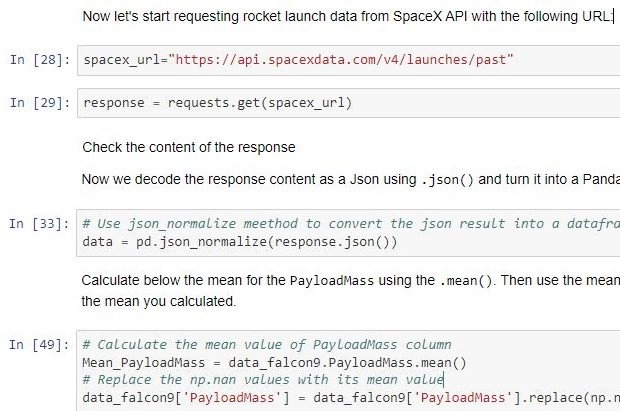 Now let's start requesting rocket launch data from SpaceX API with the following URL:
In [28]: spacex_url="https://api.spacexdata.com/v4/launches/past"
In [29]: response = requests.get(spacex_url)
Check the content of the response
Now we decode the response content as a Json using .json() and turn it into a Panda
In [33]: # Use json_normalize meethod to convert the json result into a datafra
data = pd.json_normalize(response.json())
Calculate below the mean for the PayloadMass using the .mean(). Then use the mean
the mean you calculated.
In [49]: # Calculate the mean value of PayloadMass column
Mean_PayloadMass = data_falcon9.PayloadMass.mean()
# Replace the np.nan values with its mean value
data_falcon9['PayloadMass'] = data_falcon9['PayloadMass'].replace(np.n